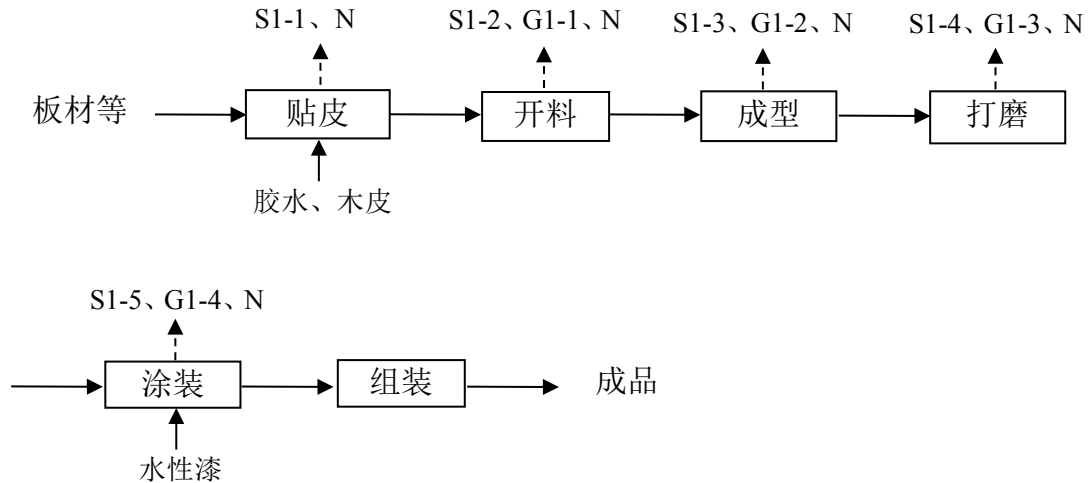 S1-1、N S1-2、G1-1、N S1-3、G1-2、N S1-4、G1-3、N
板材等 贴皮 开料 成型 打磨
胶水、木皮
S1-5、G1-4、N
涂装 组装 成品
水性漆